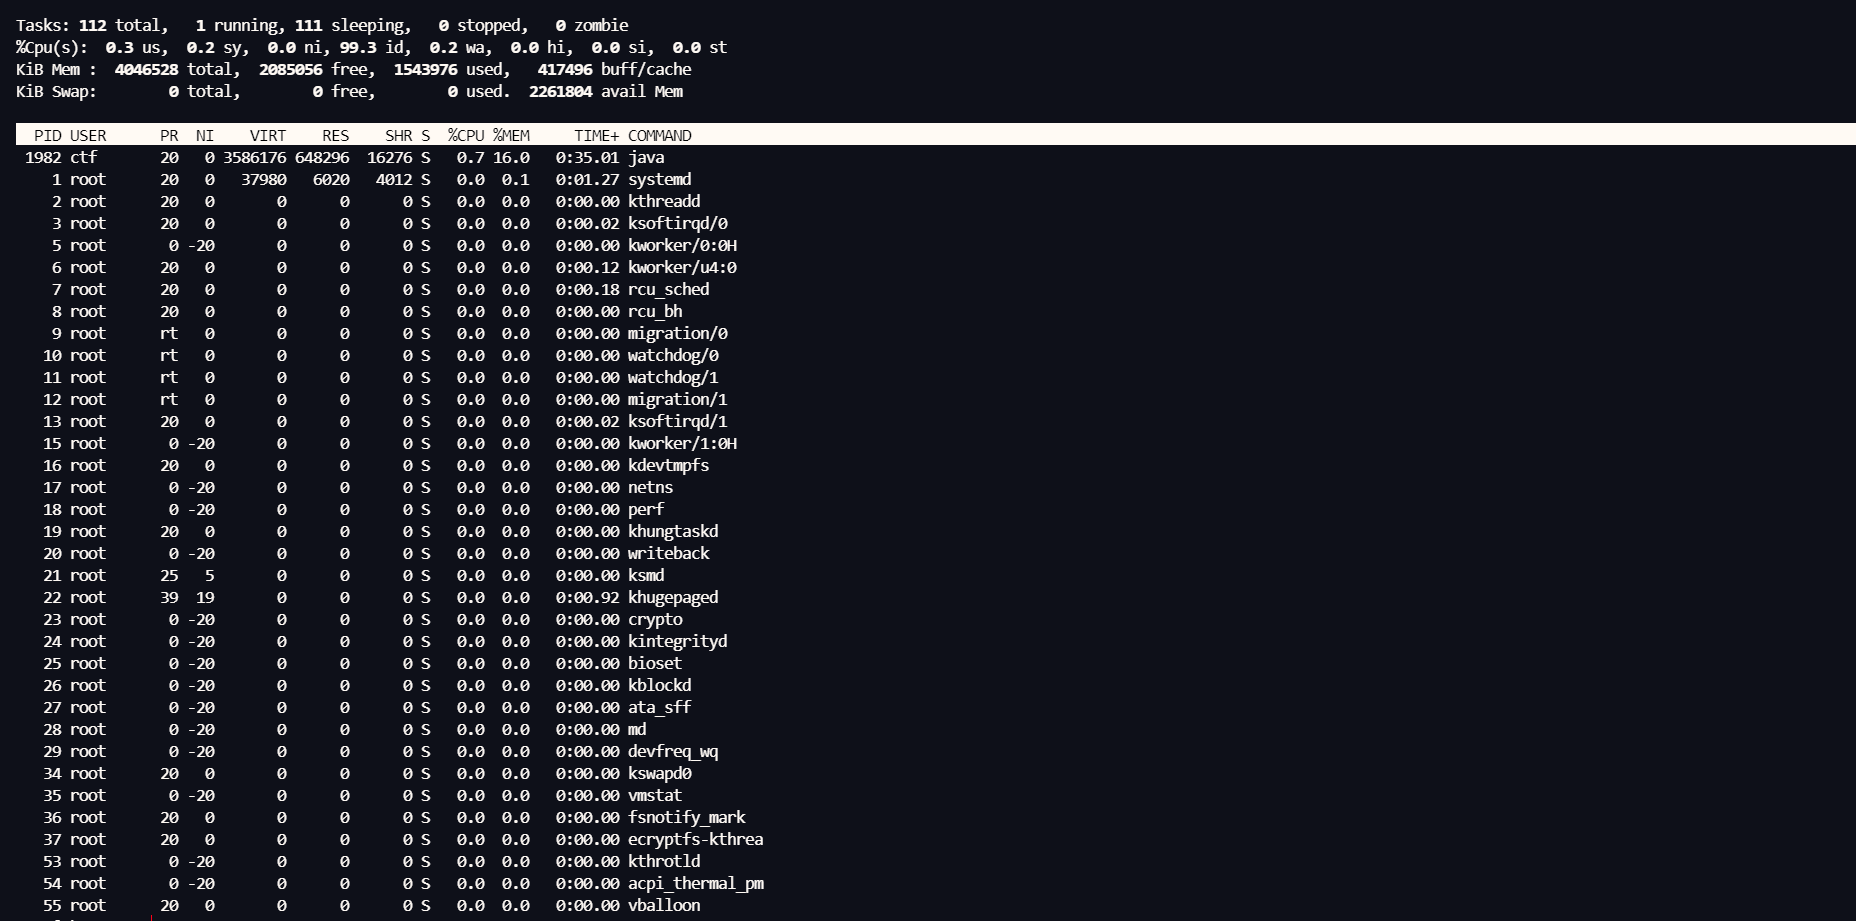 Tasks: 112 total,   1 running, 111 sleeping,   0 stopped,   0 zombie
%Cpu(s):  0.3 us,  0.2 sy,  0.0 ni, 99.3 id,  0.2 wa,  0.0 hi,  0.0 si,  0.0 st
KiB Mem :  4046528 total,  2085056 free,  1543976 used,   417496 buff/cache
KiB Swap:        0 total,        0 free,        0 used.  2261804 avail Mem
PID USER      PR  NI    VIRT    RES    SHR S  %CPU %MEM     TIME+ COMMAND
1982 ctf       20   0 3586176 648296  16276 S   0.7 16.0   0:35.01 java
1 root      20   0   37980   6020   4012 S   0.0  0.1   0:01.27 systemd
2 root      20   0       0      0      0 S   0.0  0.0   0:00.00 kthreadd
3 root      20   0       0      0      0 S   0.0  0.0   0:00.02 ksoftirqd/0
5 root       0 -20       0      0      0 S   0.0  0.0   0:00.00 kworker/0:0H
6 root      20   0       0      0      0 S   0.0  0.0   0:00.12 kworker/u4:0
7 root      20   0       0      0      0 S   0.0  0.0   0:00.18 rcu_sched
8 root      20   0       0      0      0 S   0.0  0.0   0:00.00 rcu_bh
9 root      rt   0       0      0      0 S   0.0  0.0   0:00.00 migration/0
10 root      rt   0       0      0      0 S   0.0  0.0   0:00.00 watchdog/0
11 root      rt   0       0      0      0 S   0.0  0.0   0:00.00 watchdog/1
12 root      rt   0       0      0      0 S   0.0  0.0   0:00.00 migration/1
13 root      20   0       0      0      0 S   0.0  0.0   0:00.02 ksoftirqd/1
15 root       0 -20       0      0      0 S   0.0  0.0   0:00.00 kworker/1:0H
16 root      20   0       0      0      0 S   0.0  0.0   0:00.00 kdevtmpfs
17 root       0 -20       0      0      0 S   0.0  0.0   0:00.00 netns
18 root       0 -20       0      0      0 S   0.0  0.0   0:00.00 perf
19 root      20   0       0      0      0 S   0.0  0.0   0:00.00 khungtaskd
20 root       0 -20       0      0      0 S   0.0  0.0   0:00.00 writeback
21 root      25   5       0      0      0 S   0.0  0.0   0:00.00 ksmd
22 root      39  19       0      0      0 S   0.0  0.0   0:00.92 khugepaged
23 root       0 -20       0      0      0 S   0.0  0.0   0:00.00 crypto
24 root       0 -20       0      0      0 S   0.0  0.0   0:00.00 kintegrityd
25 root       0 -20       0      0      0 S   0.0  0.0   0:00.00 bioset
26 root       0 -20       0      0      0 S   0.0  0.0   0:00.00 kblockd
27 root       0 -20       0      0      0 S   0.0  0.0   0:00.00 ata_sff
28 root       0 -20       0      0      0 S   0.0  0.0   0:00.00 md
29 root       0 -20       0      0      0 S   0.0  0.0   0:00.00 devfreq_wq
34 root      20   0       0      0      0 S   0.0  0.0   0:00.00 kswapd0
35 root       0 -20       0      0      0 S   0.0  0.0   0:00.00 vmstat
36 root      20   0       0      0      0 S   0.0  0.0   0:00.00 fsnotify_mark
37 root      20   0       0      0      0 S   0.0  0.0   0:00.00 ecryptfs-kthrea
53 root       0 -20       0      0      0 S   0.0  0.0   0:00.00 kthrotld
54 root       0 -20       0      0      0 S   0.0  0.0   0:00.00 acpi_thermal_pm
55 root      20   0       0      0      0 S   0.0  0.0   0:00.00 vballoon